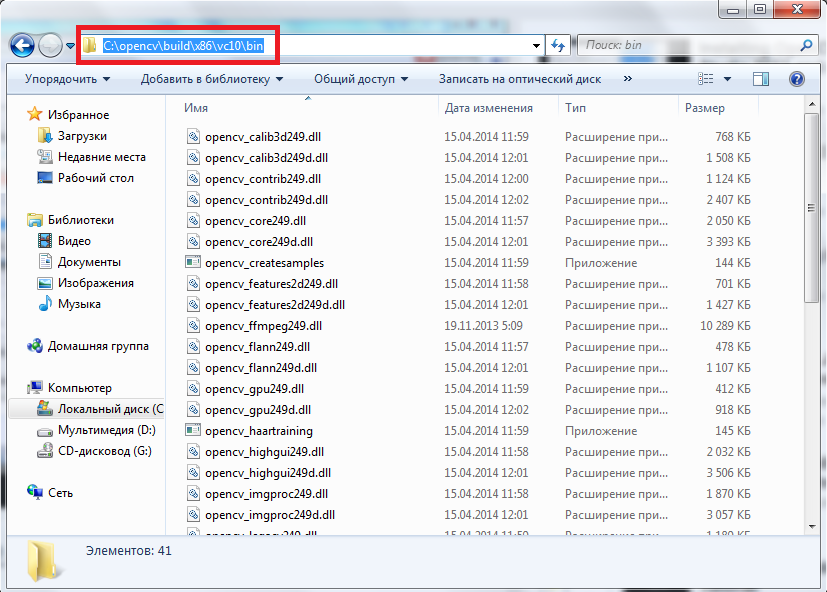 C:\opencv\build\x86\vc10\bin
Поиск: bin
Упорядочить Добавить в библиотеку Общий доступ Записать на оптический диск »
Избранное
Загрузки
Недавние места
Рабочий стол
Библиотеки
Видео
Документы
Изображения
Музыка
Домашняя группа
Компьютер
Локальный диск (C
Мультимедия (D:)
CD-дисковод (G:)
Сеть
Имя Дата изменения Тип Размер
opencv_calib3d249.dll 15.04.2014 11:59 Расширение при... 768 КБ
opencv_calib3d249d.dll 15.04.2014 12:01 Расширение при... 1 508 КБ
opencv_contrib249.dll 15.04.2014 12:00 Расширение при... 1 124 КБ
opencv_contrib249d.dll 15.04.2014 12:02 Расширение при... 2 407 КБ
opencv_core249.dll 15.04.2014 11:57 Расширение при... 2 050 КБ
opencv_core249d.dll 15.04.2014 12:01 Расширение при... 3 393 КБ
opencv_createsamples 15.04.2014 11:59 Приложение 144 КБ
opencv_features2d249.dll 15.04.2014 11:58 Расширение при... 701 КБ
opencv_features2d249d.dll 15.04.2014 12:01 Расширение при... 1 427 КБ
opencv_ffmpeg249.dll 19.11.2013 5:09 Расширение при... 10 289 КБ
opencv_flann249.dll 15.04.2014 11:57 Расширение при... 478 КБ
opencv_flann249d.dll 15.04.2014 12:01 Расширение при... 1 107 КБ
opencv_gpu249.dll 15.04.2014 11:59 Расширение при... 412 КБ
opencv_gpu249d.dll 15.04.2014 12:02 Расширение при... 918 КБ
opencv_haartraining 15.04.2014 11:59 Приложение 145 КБ
opencv_highgui249.dll 15.04.2014 11:58 Расширение при... 2 032 КБ
opencv_highgui249d.dll 15.04.2014 12:01 Расширение при... 3 506 КБ
opencv_imgproc249.dll 15.04.2014 11:58 Расширение при... 1 870 КБ
opencv_imgproc249d.dll 15.04.2014 12:01 Расширение при... 3 057 КБ
Элементов: 41